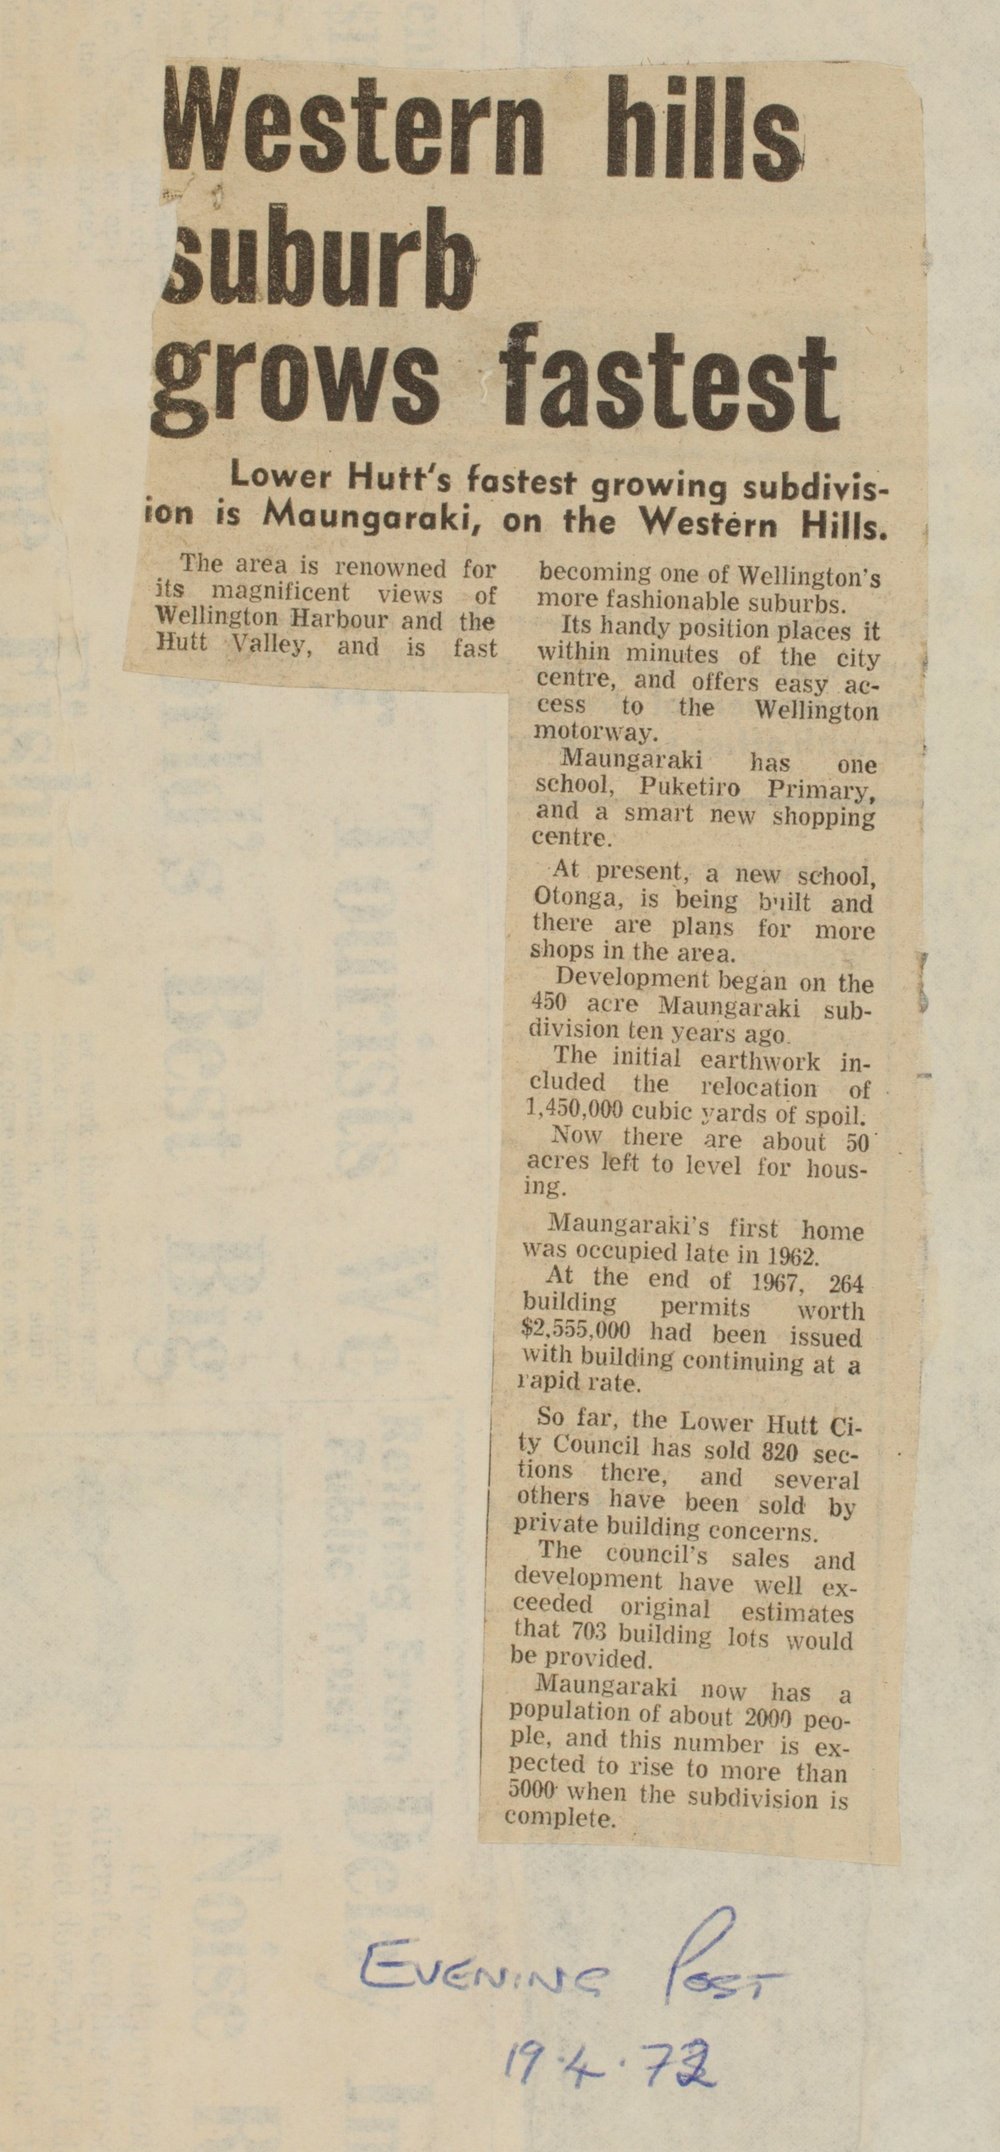 Western hills
suburb
grows fastest
Lower Hutt's fastest growing subdivis-
ion is Maungaraki, on the Western Hills.
The area is renowned for
its magnificent views of
Wellington Harbour and the
Hutt Valley, and is fast
becoming one of Wellington's
more fashionable suburbs.
Its handy position places it
within minutes of the city
centre, and offers easy ac-
cess to the Wellington
motorway.
Maungaraki has one
school, Puketiro Primary,
and a smart new shopping
centre.
At present, a new school,
Otonga, is being built and
there are plans for more
shops in the area.
Development began on the
450 acre Maungaraki sub-
division ten years ago.
The initial earthwork in-
cluded the relocation of
1,450,000 cubic yards of spoil.
Now there are about 50
acres left to level for hous-
ing.
Maungaraki's first home
was occupied late in 1962.
At the end of 1967, 264
building permits worth
$2,555,000 had been issued
with building continuing at a
rapid rate.
So far, the Lower Hutt Ci-
ty Council has sold 820 sec-
tions there, and several
others have been sold by
private building concerns.
The council's sales and
development have well ex-
ceeded original estimates
that 703 building lots would
be provided.
Maungaraki now has a
population of about 2000 peo-
ple, and this number is ex-
pected to rise to more than
5000 when the subdivision is
complete.
EVENING POST
19.4.72